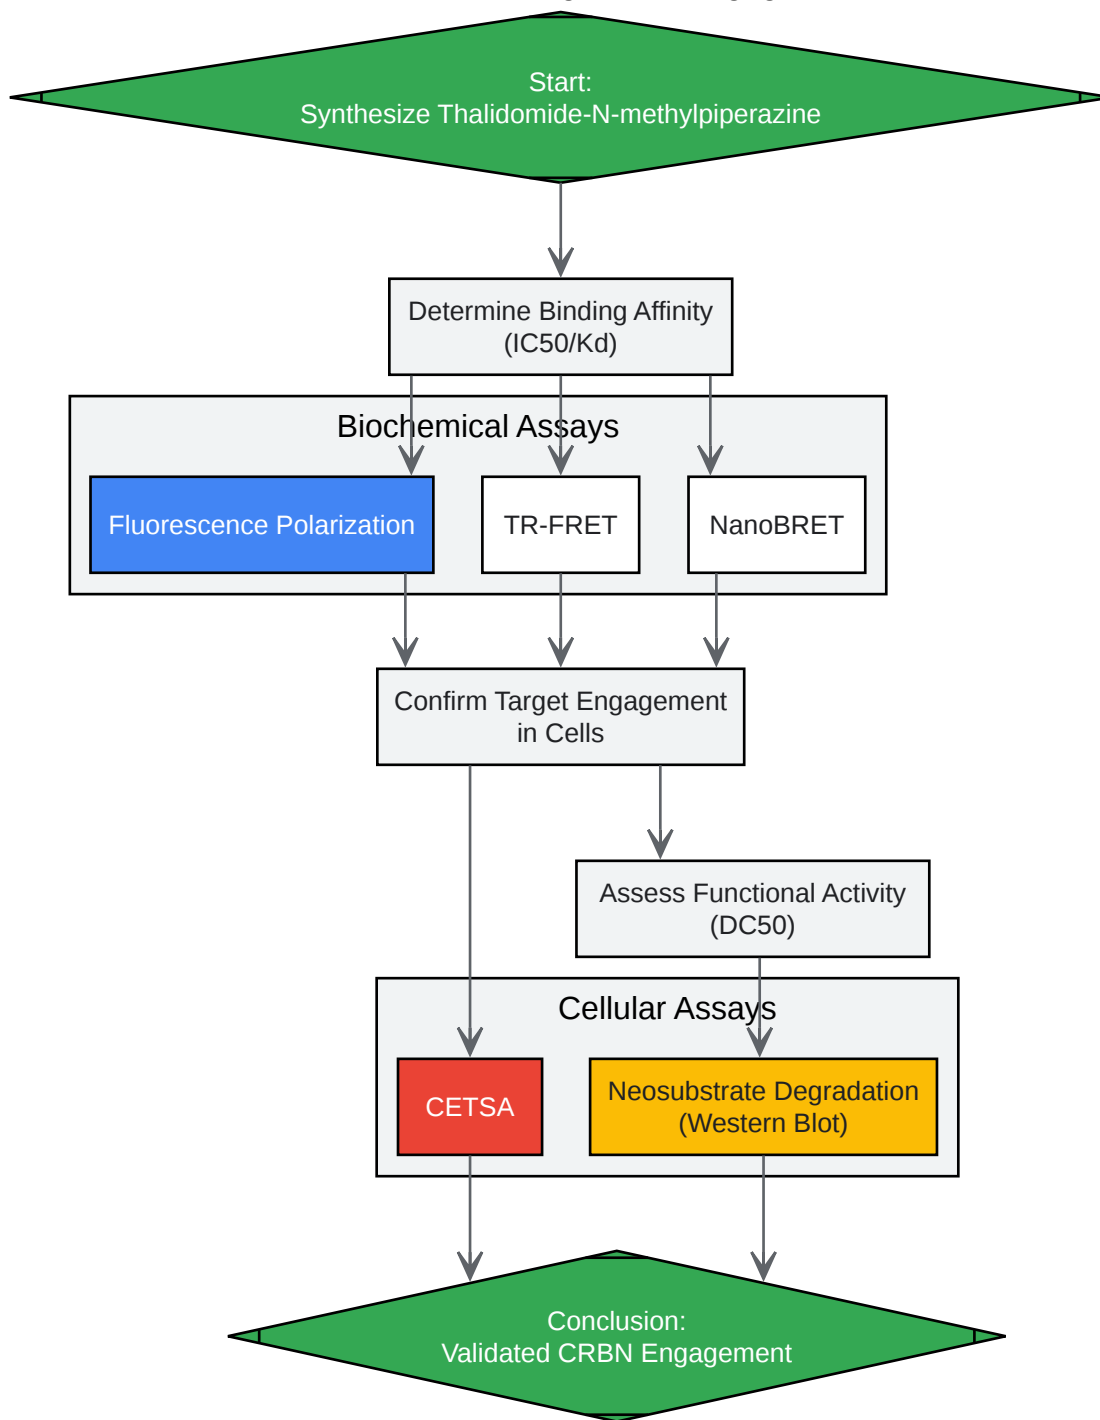 Start:
Synthesize Thalidomide-N-methylpiperazine
Determine Binding Affinity
(IC50/Kd)
Biochemical Assays
Fluorescence Polarization
TR-FRET
NanoBRET
Confirm Target Engagement
in Cells
Assess Functional Activity
(DC50)
Cellular Assays
CETSA
Neosubstrate Degradation
(Western Blot)
Conclusion:
Validated CRBN Engagement